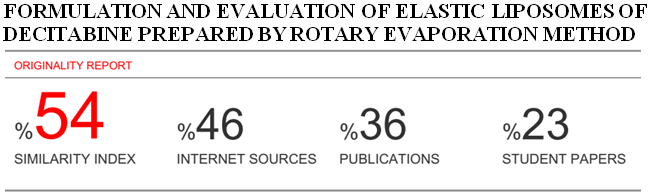 FORMULATION AND EVALUATION OF ELASTIC LIPOSOMES OF
DECITABINE PREPARED BY ROTARY EVAPORATION METHOD
ORIGINALITY REPORT
%54 %46 %36 %23
SIMILARITY INDEX INTERNET SOURCES PUBLICATIONS STUDENT PAPERS